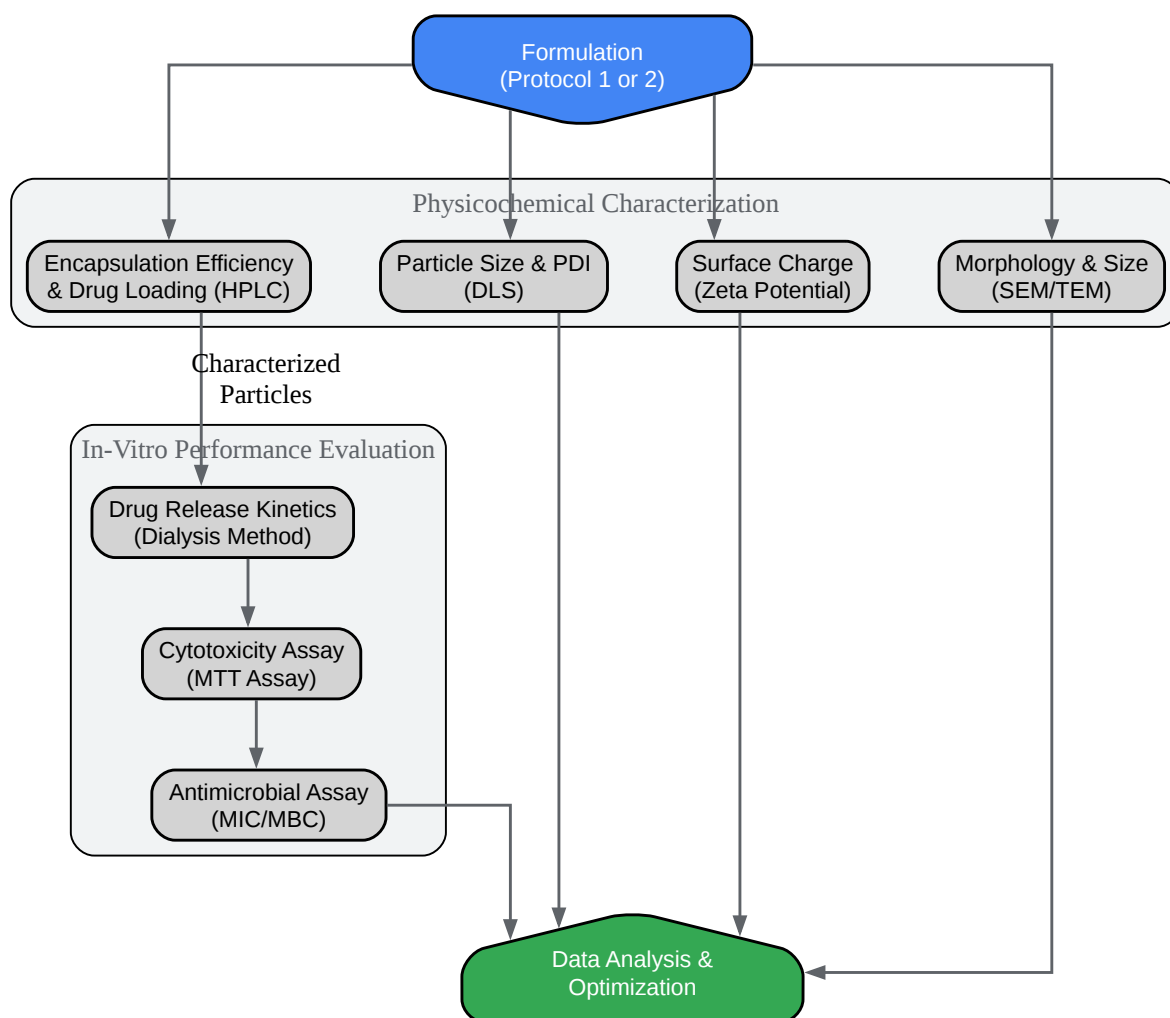 Formulation
(Protocol 1 or 2)
Physicochemical Characterization
Encapsulation Efficiency
& Drug Loading (HPLC)
Particle Size & PDI
(DLS)
Surface Charge
(Zeta Potential)
Morphology & Size
(SEM/TEM)
Characterized
Particles
In-Vitro Performance Evaluation
Drug Release Kinetics
(Dialysis Method)
Cytotoxicity Assay
(MTT Assay)
Antimicrobial Assay
(MIC/MBC)
Data Analysis &
Optimization